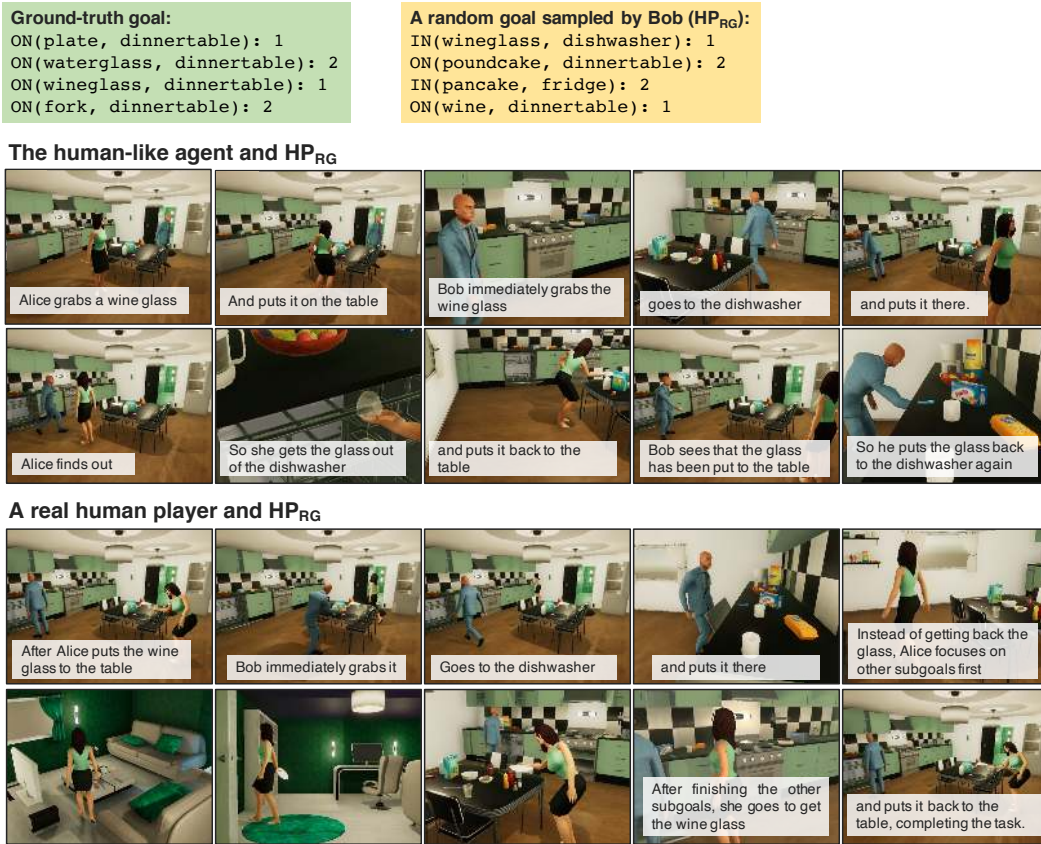 Ground-truth goal:
ON(plate, dinnertable): 1
ON(waterglass, dinnertable): 2
ON(wineglass, dinnertable): 1
ON(fork, dinnertable): 2
A random goal sampled by Bob (HPRG):
IN(wineglass, dishwasher): 1
ON(poundcake, dinnertable): 2
IN(pancake, fridge): 2
ON(wine, dinnertable): 1
The human-like agent and HPRG
Alice grabs a wine glass
And puts it on the table
Bob immediately grabs the
wine glass
goes to the dishwasher
and puts it there.
Alice finds out
So she gets the glass out
of the dishwasher
and puts it back to the
table
Bob sees that the glass
has been put to the table
So he puts the glass back
to the dishwasher again
A real human player and HPRG
After Alice puts the wine
glass to the table
Bob immediately grabs it
Goes to the dishwasher
and puts it there
Instead of getting back the
glass, Alice focuses on
other subgoals first
After finishing the other
subgoals, she goes to get
the wine glass
and puts it back to the
table, completing the task.